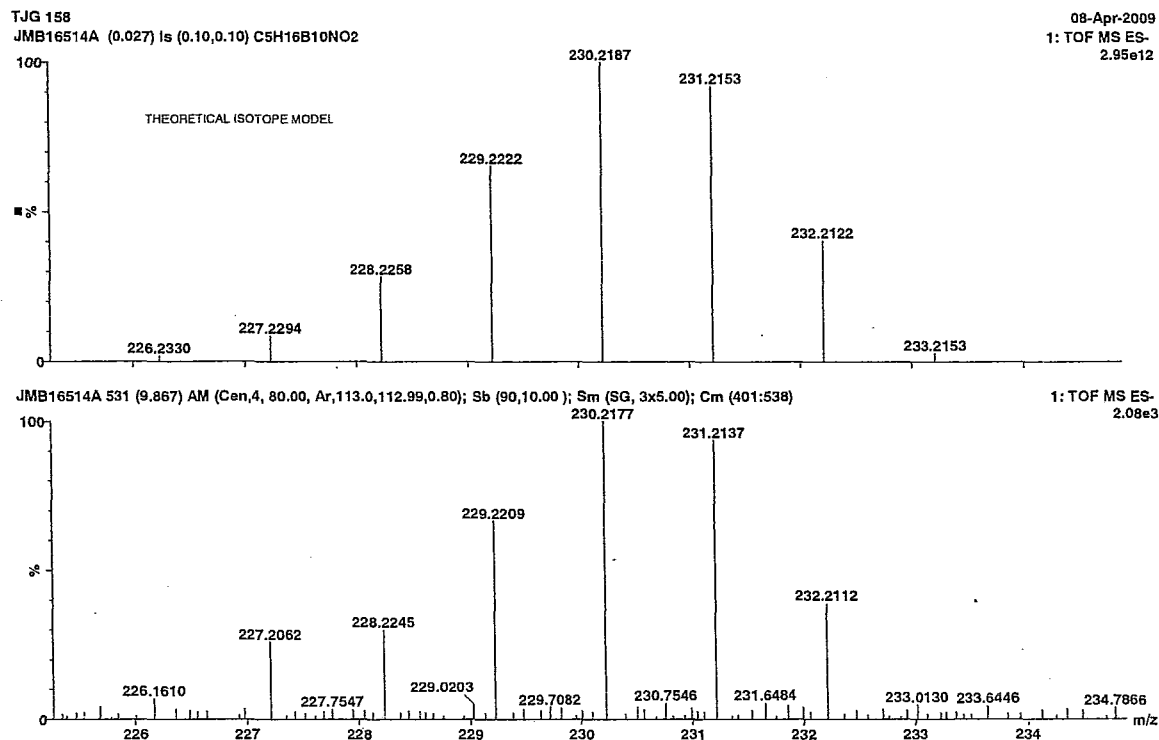 TJG 158
08-Apr-2009
JMB16514A (0.027) Is (0.10,0.10) C5H16B10NO2
1: TOF MS ES-
2.95e12
100
230.2187
231.2153
THEORETICAL ISOTOPE MODEL
229.2222
%
232.2122
228.2258
227.2294
226.2330
233.2153
0
JMB16514A 531 (9.867) AM (Cen,4, 80.00, Ar,113.0,112.99,0.80); Sb (90,10.00 ); Sm (SG, 3x5.00); Cm (401:538)
1: TOF MS ES-
2.08e3
100
230.2177
231.2137
229.2209
%
232.2112
228.2245
227.2062
226.1610
227.7547
229.0203
229.7082
230.7546
231.6484
233.0130
233.6446
234.7866
0
m/z
226 227 228 229 230 231 232 233 234